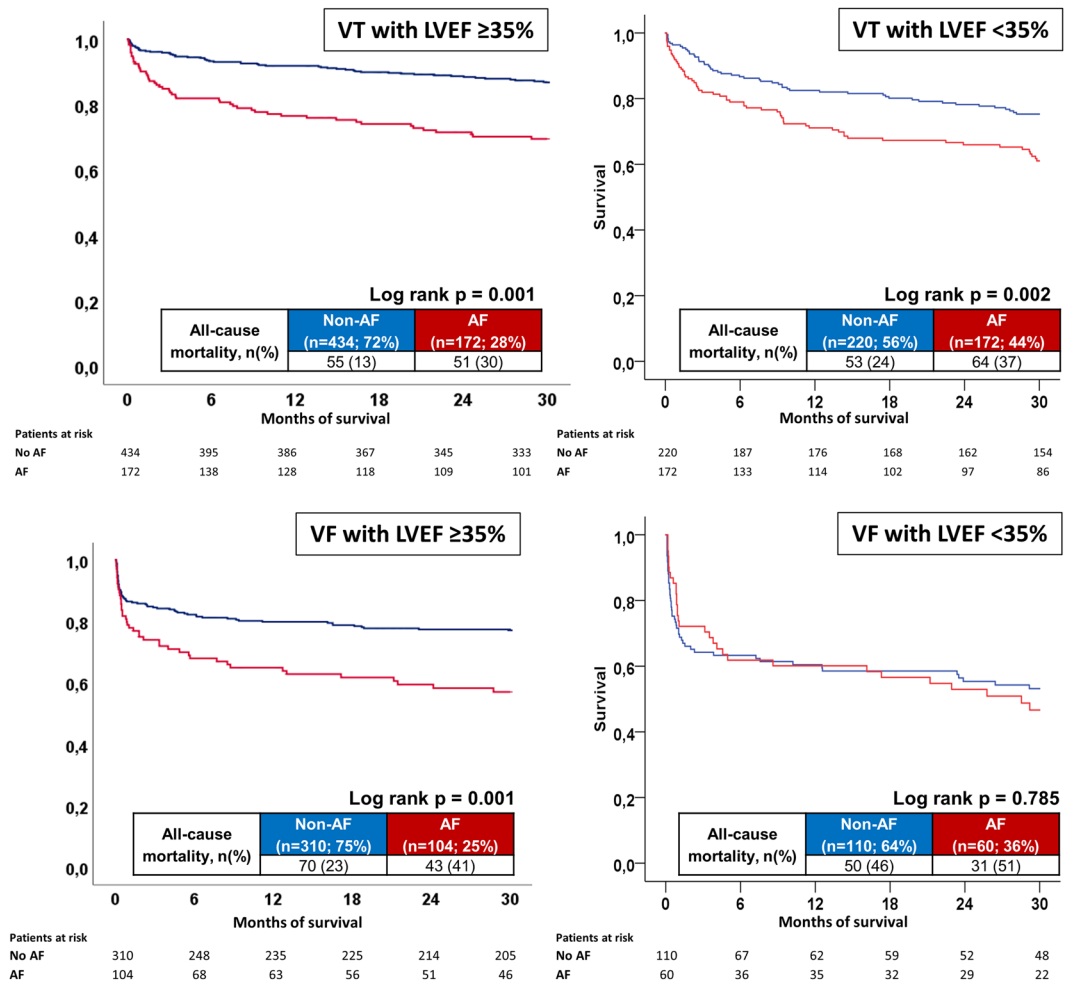 VT with LVEF ≥35%
1,0
0,8
0,6
0,4
0,2
0,0
Log rank p = 0.001
All-cause mortality, n(%)
Non-AF (n=434; 72%)
AF (n=172; 28%)
55 (13)
51 (30)
0 6 12 18 24 30
Months of survival
Patients at risk
No AF 434 395 386 367 345 333
AF 172 138 128 118 109 101
VT with LVEF <35%
Survival
1,0
0,8
0,6
0,4
0,2
0,0
Log rank p = 0.002
All-cause mortality, n(%)
Non-AF (n=220; 56%)
AF (n=172; 44%)
53 (24)
64 (37)
0 6 12 18 24 30
Months of survival
Patients at risk
No AF 220 187 176 168 162 154
AF 172 133 114 102 97 86
VF with LVEF ≥35%
1,0
0,8
0,6
0,4
0,2
0,0
Log rank p = 0.001
All-cause mortality, n(%)
Non-AF (n=310; 75%)
AF (n=104; 25%)
70 (23)
43 (41)
0 6 12 18 24 30
Months of survival
Patients at risk
No AF 310 248 235 225 214 205
AF 104 68 63 56 51 46
VF with LVEF <35%
Survival
1,0
0,8
0,6
0,4
0,2
0,0
Log rank p = 0.785
All-cause mortality, n(%)
Non-AF (n=110; 64%)
AF (n=60; 36%)
50 (46)
31 (51)
0 6 12 18 24 30
Months of survival
Patients at risk
No AF 110 67 62 59 52 48
AF 60 36 35 32 29 22